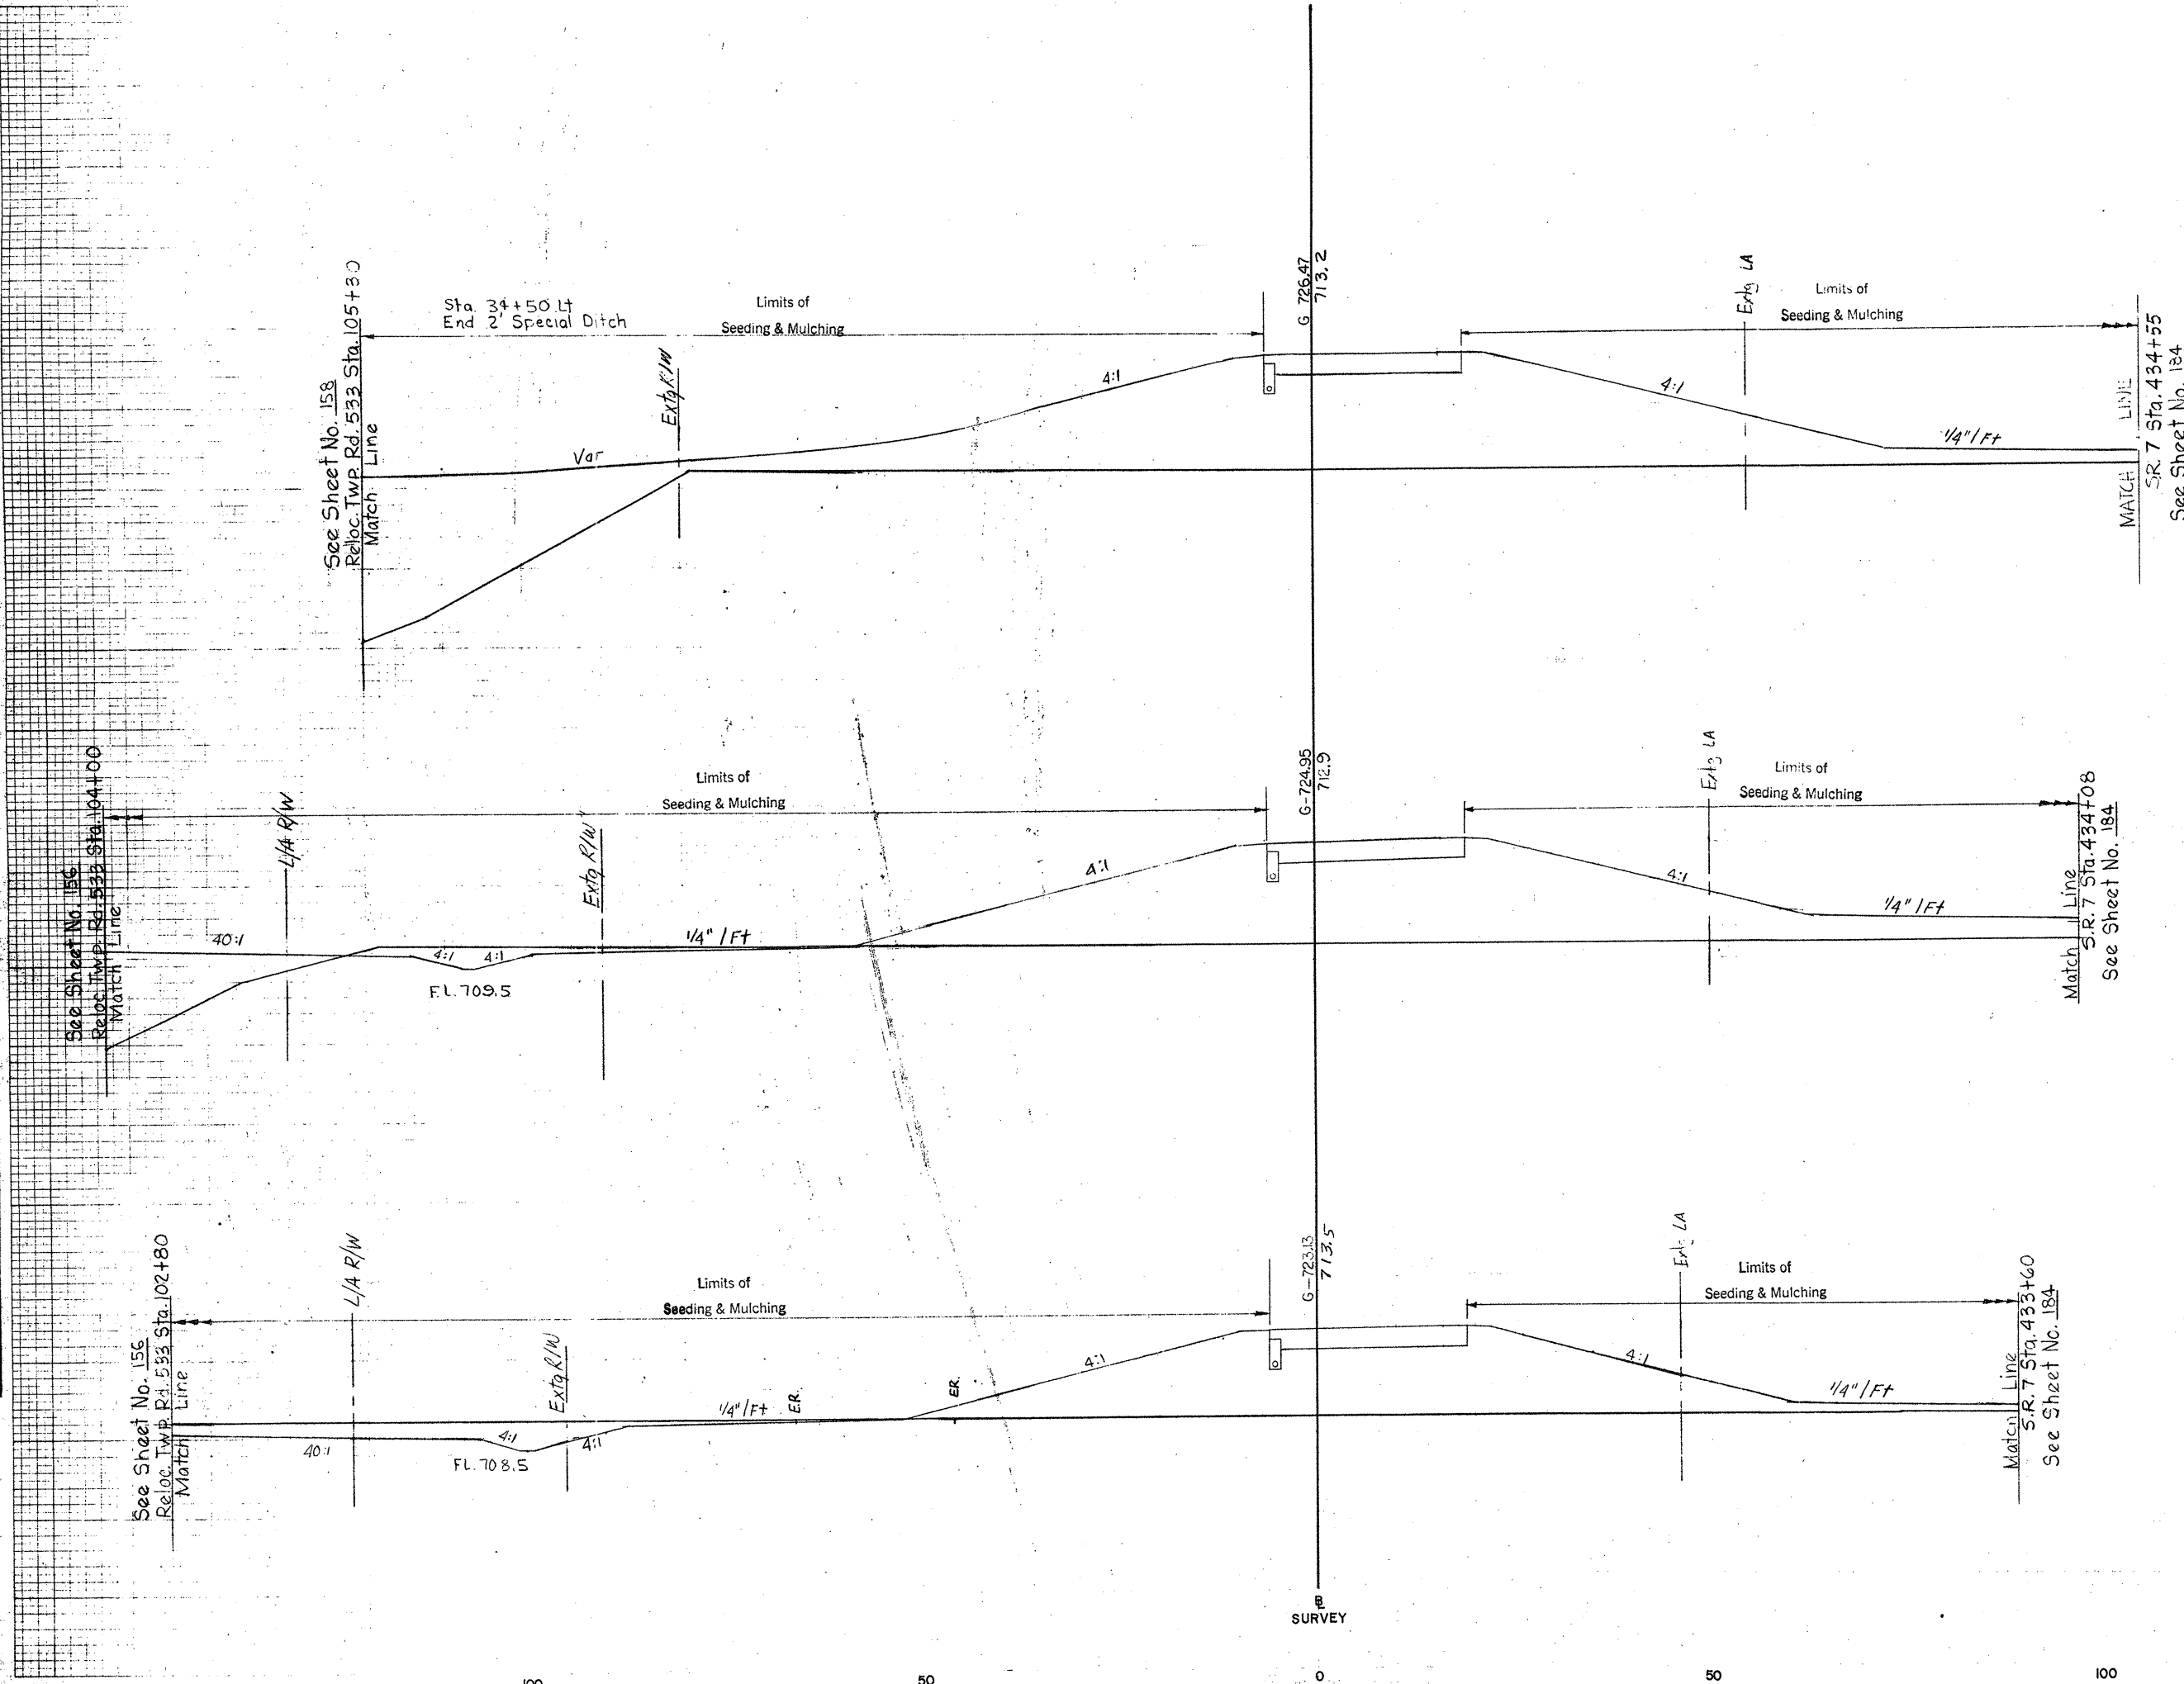 See Sheet No. 158
Reloc. Twp. Rd. 533 Sta. 105+30
Match Line
Sta. 34+50 Lt
End 2' Special Ditch
Limits of
Seeding & Mulching
Extg R/W
Var
4:1
G 726.47
713.2
Extg LA
Limits of
Seeding & Mulching
4:1
1/4"/Ft
MATCH LINE
S.R. 7 Sta. 434+55
See Sheet No. 184
See Sheet No. 156
Reloc. Twp. Rd. 533 Sta. 104+00
Match Line
40:1
L/A R/W
4:1
4:1
F.L. 709.5
Extg R/W
Limits of
Seeding & Mulching
1/4" / Ft
4:1
G-724.95
712.9
Extg LA
Limits of
Seeding & Mulching
4:1
1/4" / Ft
Match Line
S.R. 7 Sta. 434+08
See Sheet No. 184
See Sheet No. 156
Reloc. Twp. Rd. 533 Sta. 102+80
Match Line
40:1
L/A R/W
4:1
4:1
FL. 708.5
Extg R/W
Limits of
Seeding & Mulching
1/4" / Ft
E.R.
E.R.
4:1
G-723.13
713.5
Extg LA
Limits of
Seeding & Mulching
4:1
1/4" / Ft
Match Line
S.R. 7 Sta. 433+60
See Sheet No. 184
BL
SURVEY
100
50
0
50
100